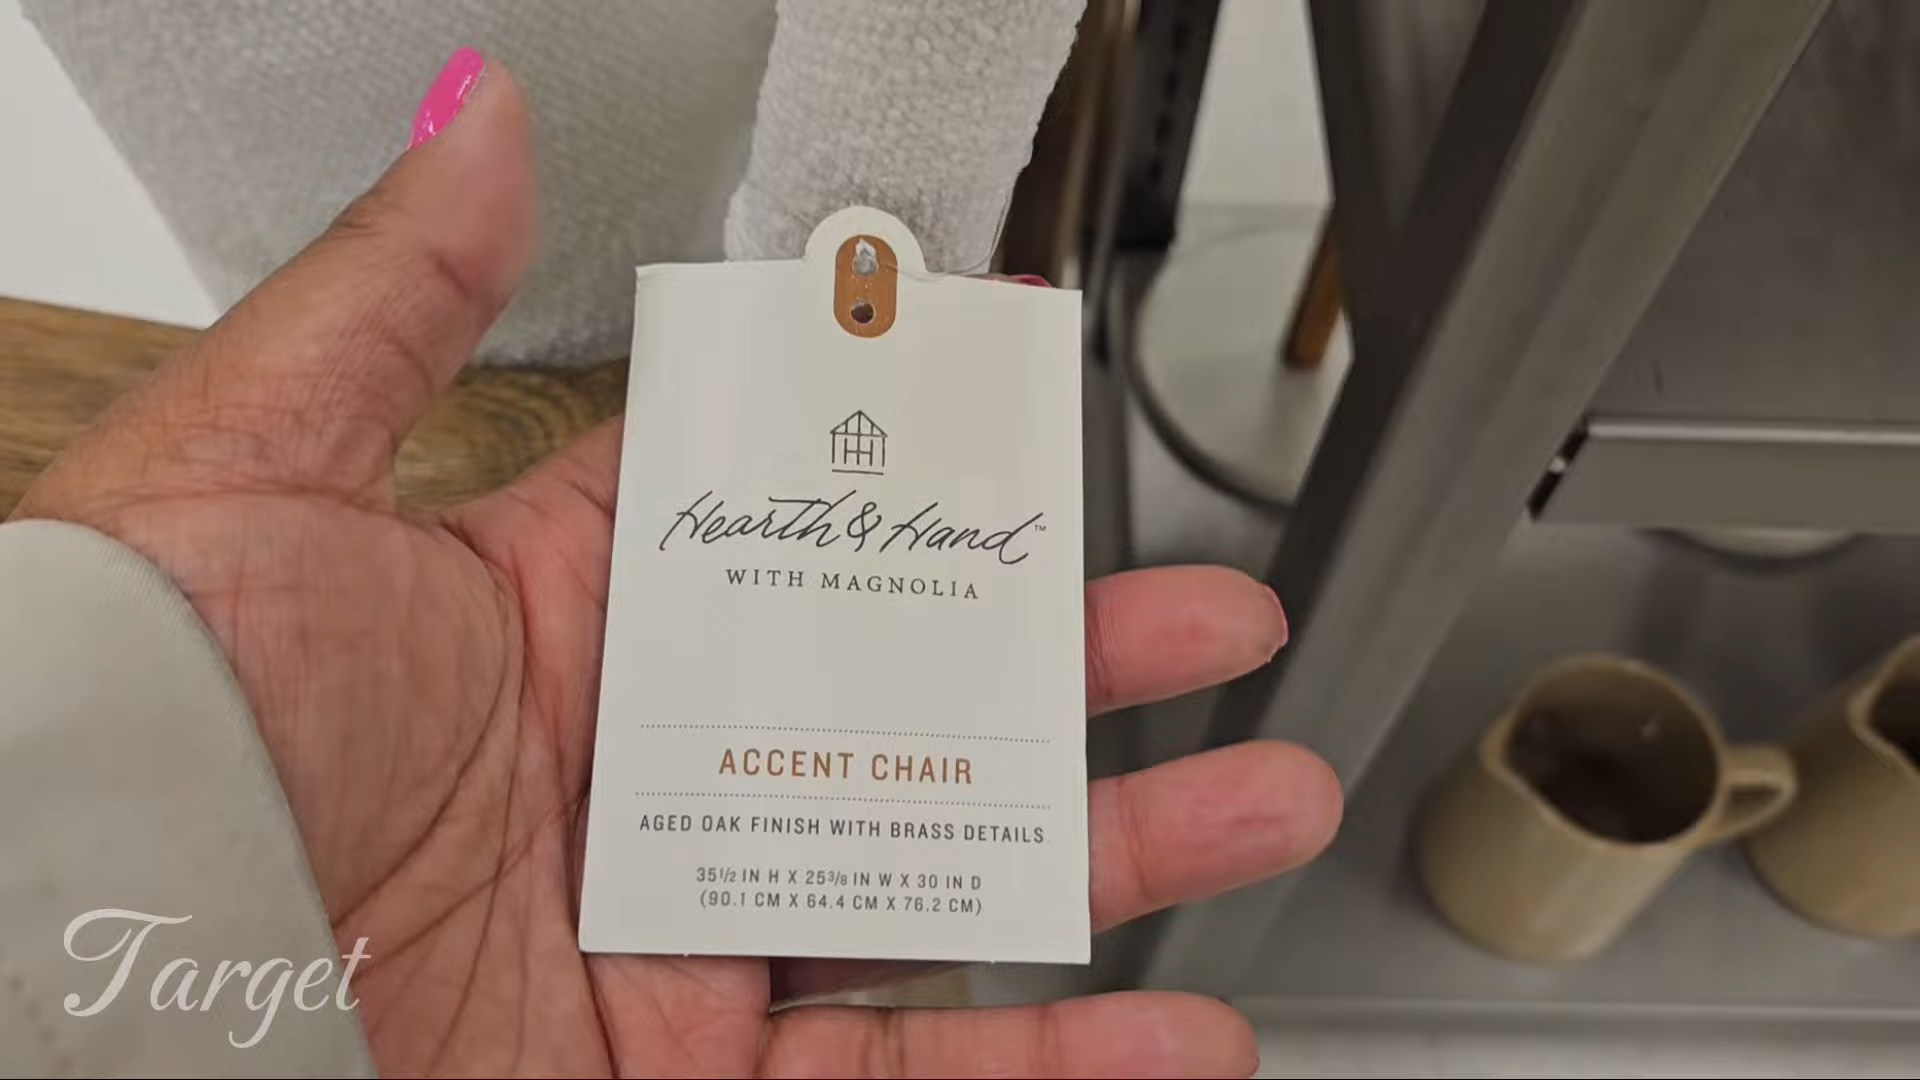 Hearth & Hand™
WITH MAGNOLIA
ACCENT CHAIR
AGED OAK FINISH WITH BRASS DETAILS
35 1/2 IN H X 25 3/8 IN W X 30 IN D
(90.1 CM X 64.4 CM X 76.2 CM)
Target